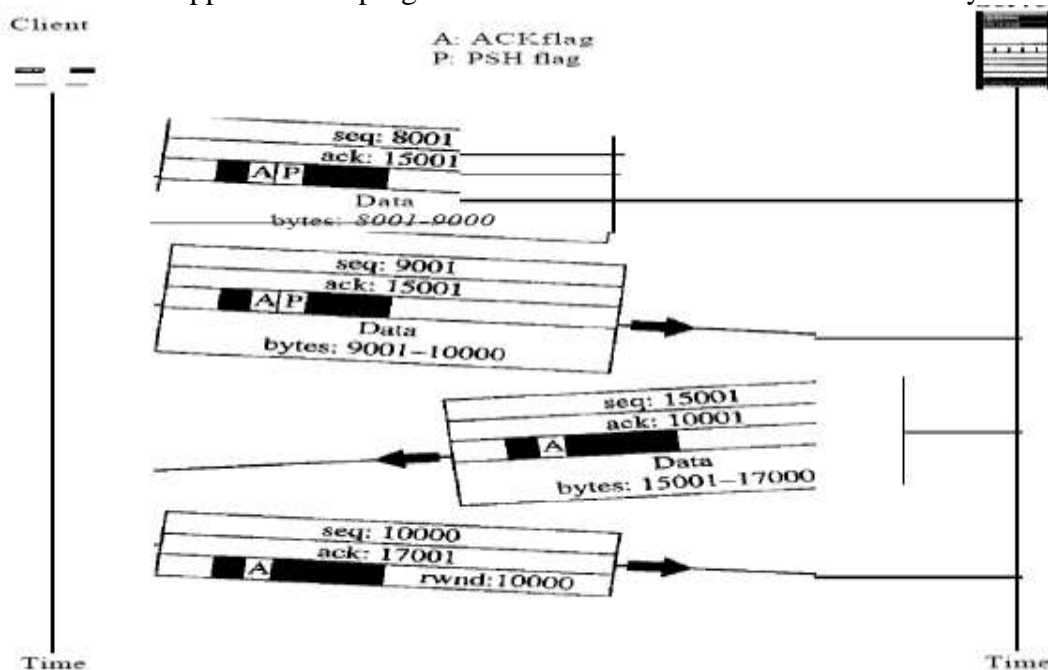 Client
A: ACKflag
P: PSH flag
seq: 8001
ack: 15001
A P
Data
bytes: 8001-9000
seq: 9001
ack: 15001
A P
Data
bytes: 9001-10000
seq: 15001
ack: 10001
A
Data
bytes: 15001-17000
seq: 10000
ack: 17001
A
rwnd:10000
Time
Time